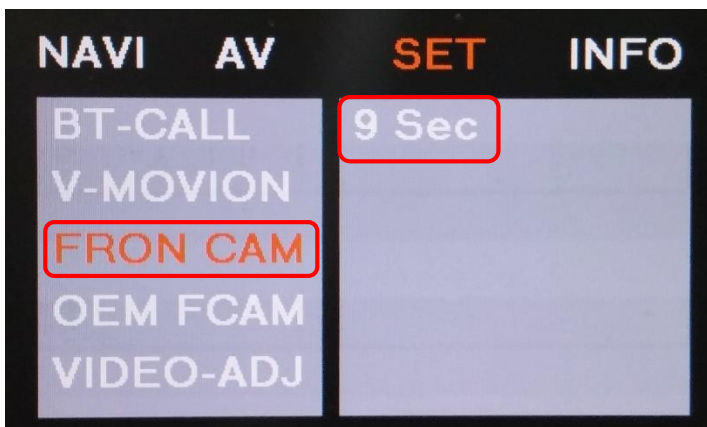 NAVI AV SET INFO
BT-CALL 9 Sec
V-MOVION
FRON CAM
OEM FCAM
VIDEO-ADJ